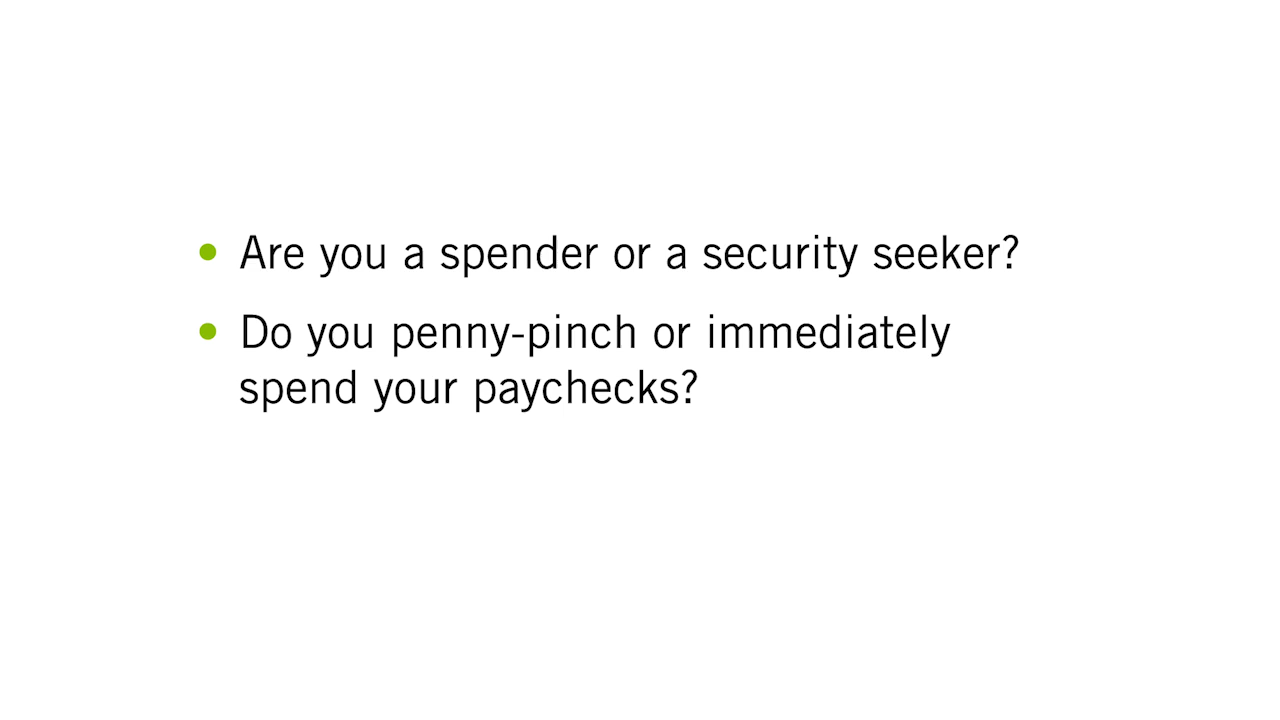 • Are you a spender or a security seeker?
• Do you penny-pinch or immediately
spend your paychecks?